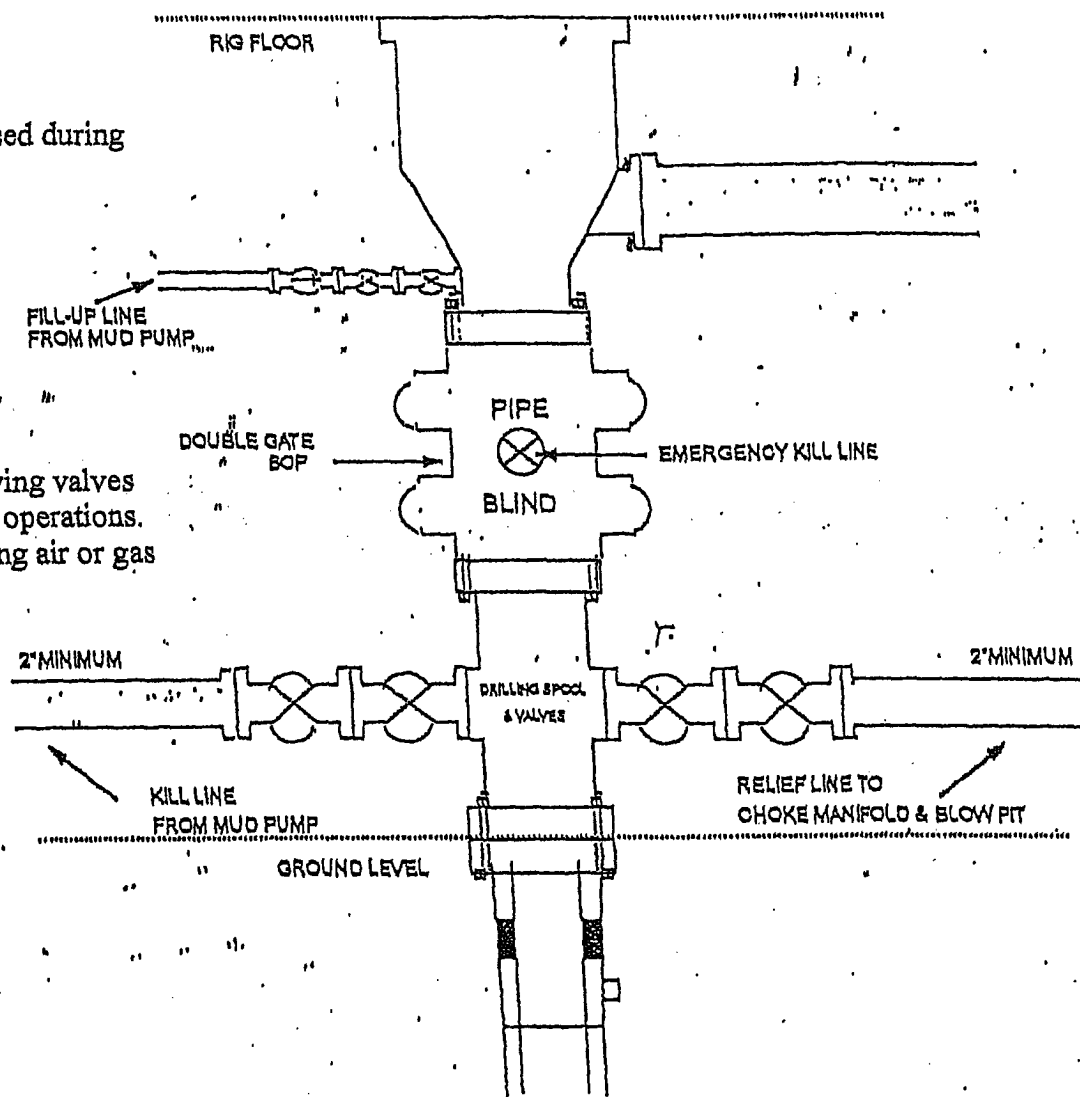 RIG FLOOR
ed during
FILL-UP LINE
FROM MUD PUMP
PIPE
DOUBLE GATE
BOP
EMERGENCY KILL LINE
BLIND
ving valves
operations.
ng air or gas
2" MINIMUM
2" MINIMUM
DRILLING SPOOL
& VALVES
KILL LINE
FROM MUD PUMP
RELIEF LINE TO
CHOKE MANIFOLD & BLOW PIT
GROUND LEVEL